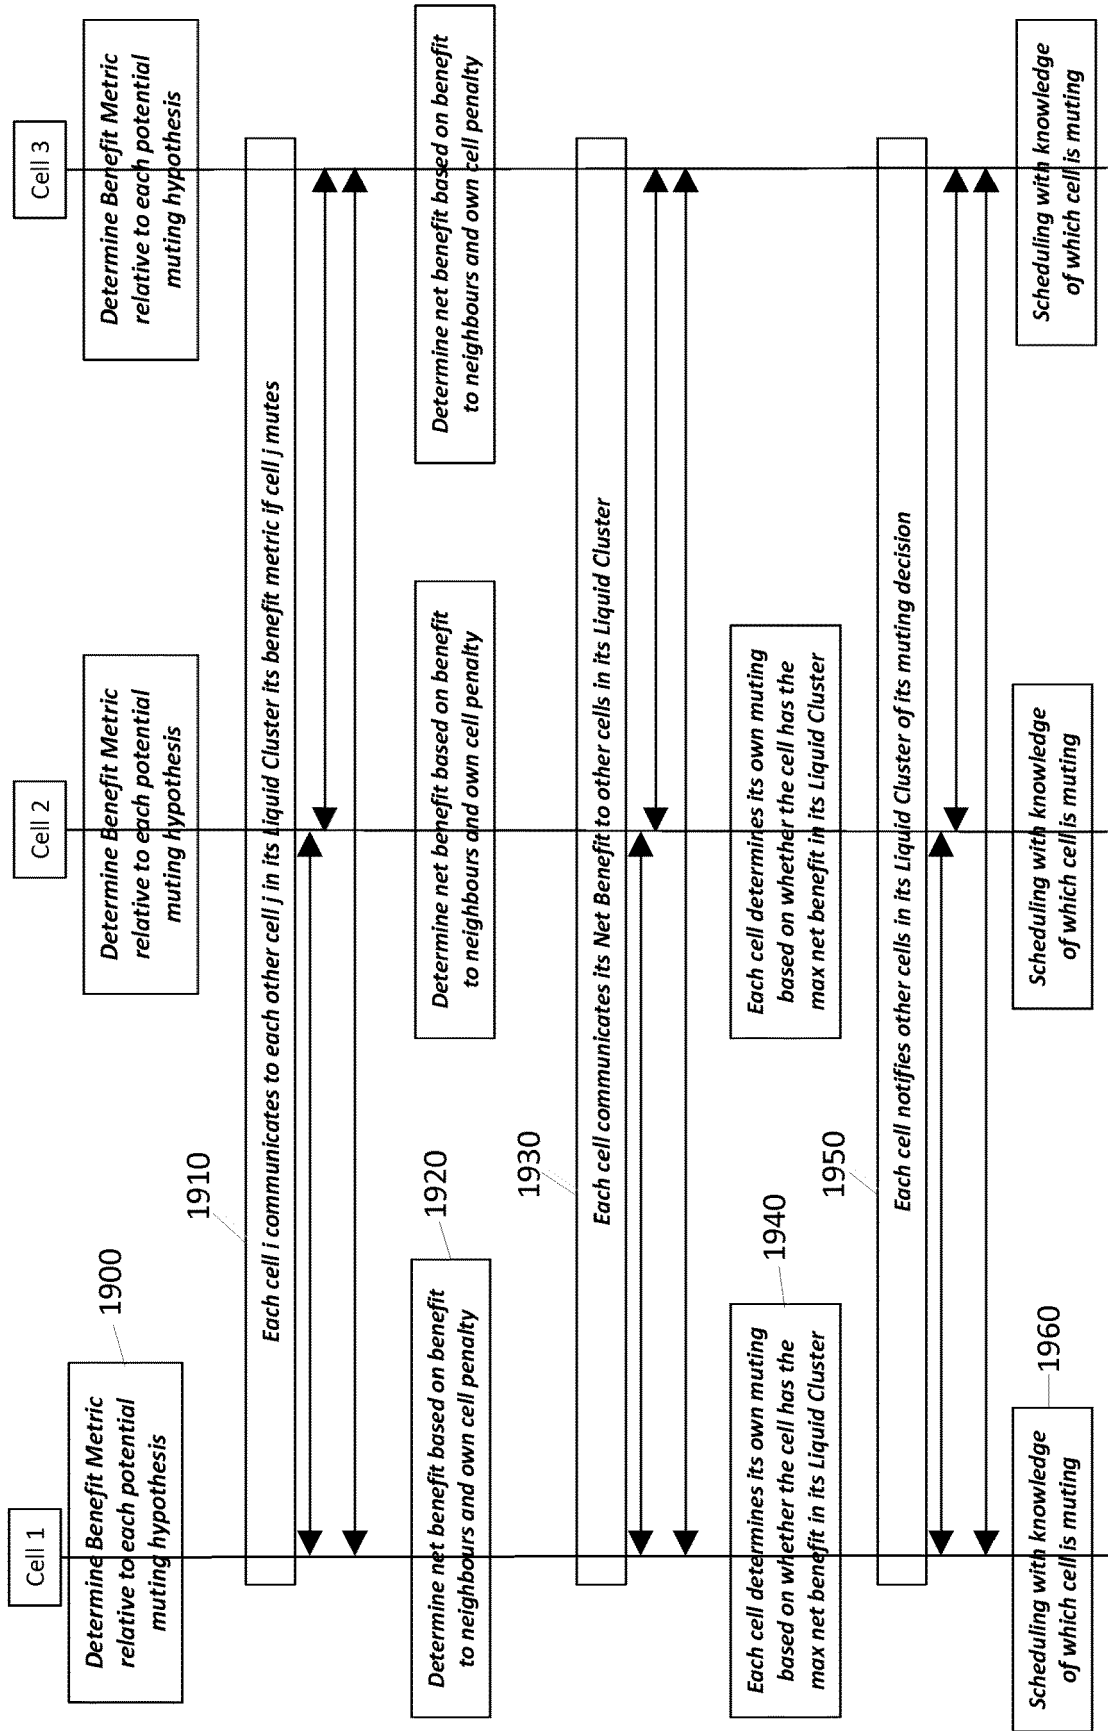 Cell 1
Cell 2
Cell 3
Determine Benefit Metric
relative to each potential
muting hypothesis
1900
Determine Benefit Metric
relative to each potential
muting hypothesis
Determine Benefit Metric
relative to each potential
muting hypothesis
1910
Each cell i communicates to each other cell j in its Liquid Cluster its benefit metric if cell j mutes
Determine net benefit based on benefit
to neighbours and own cell penalty
1920
Determine net benefit based on benefit
to neighbours and own cell penalty
Determine net benefit based on benefit
to neighbours and own cell penalty
1930
Each cell communicates its Net Benefit to other cells in its Liquid Cluster
Each cell determines its own muting
based on whether the cell has the
max net benefit in its Liquid Cluster
1940
Each cell determines its own muting
based on whether the cell has the
max net benefit in its Liquid Cluster
1950
Each cell notifies other cells in its Liquid Cluster of its muting decision
Scheduling with knowledge
of which cell is muting
1960
Scheduling with knowledge
of which cell is muting
Scheduling with knowledge
of which cell is muting